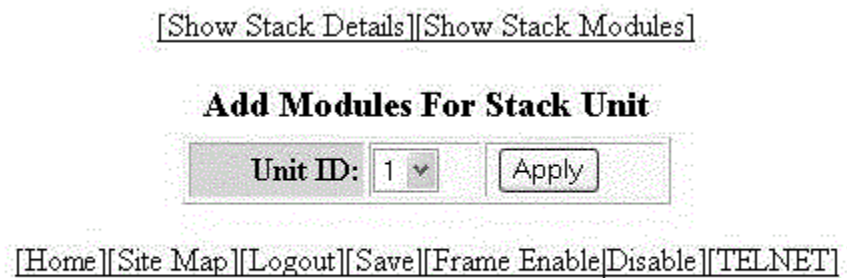 [Show Stack Details][Show Stack Modules]
Add Modules For Stack Unit
Unit ID: 1 Apply
[Home][Site Map][Logout][Save][Frame Enable|Disable][TELNET]